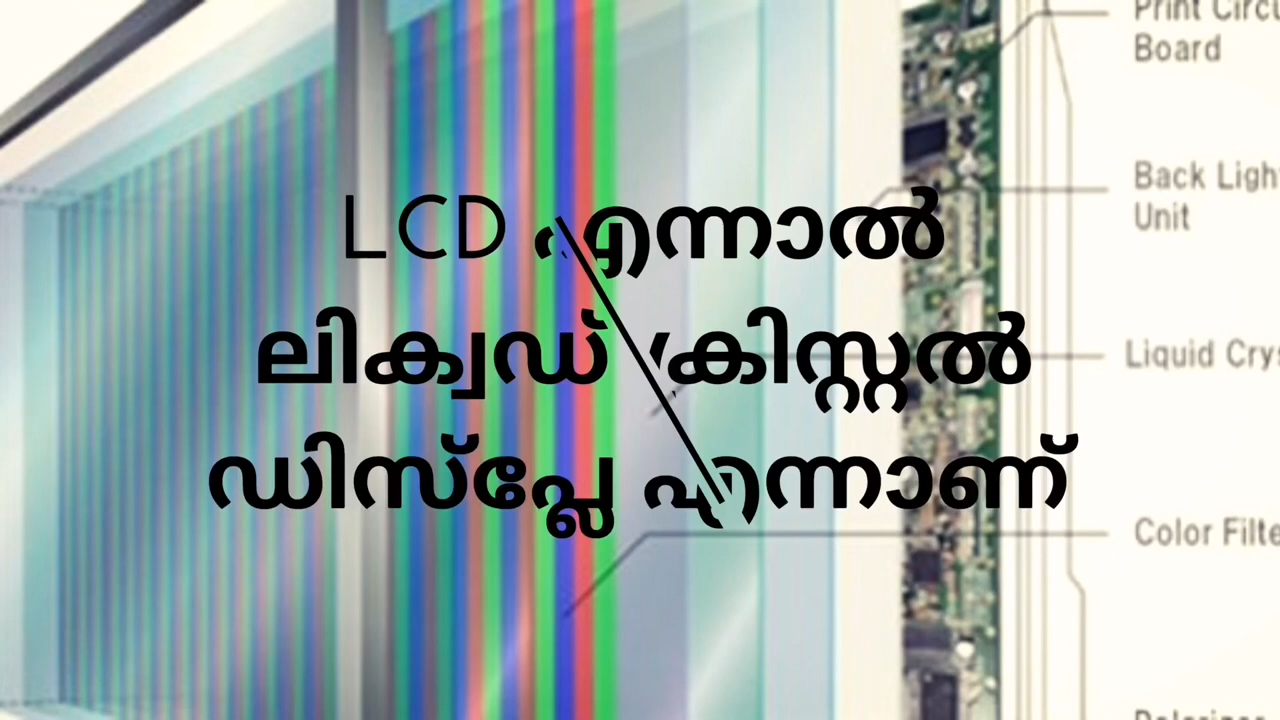 Print Circu
Board
Back Ligh
Unit
LCD എന്നാൽ
Liquid Crys
ലിക്വഡ് ക്രിസ്റ്റൽ
ഡിസ്പ്ലേ എന്നാണ്
Color Filte